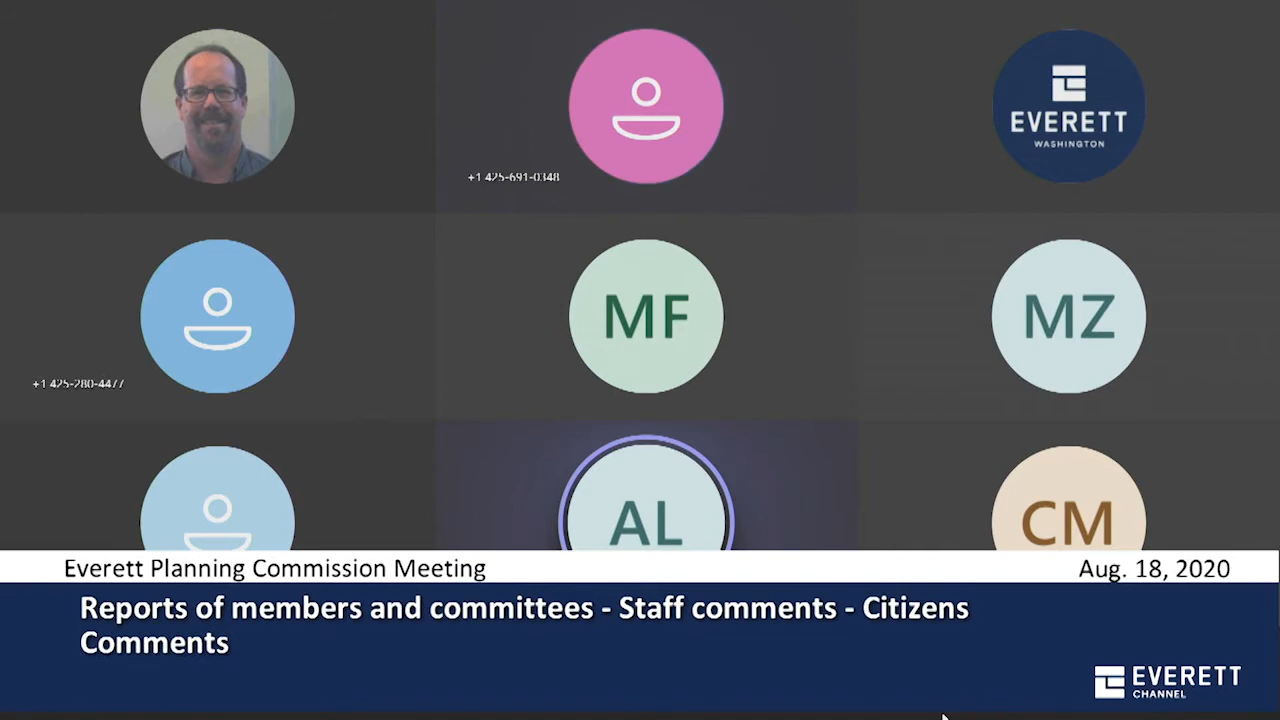 EVERETT
WASHINGTON
+1 425-691-0348
MF
MZ
+1 425-280-4477
AL
CM
Everett Planning Commission Meeting
Aug. 18, 2020
Reports of members and committees - Staff comments - Citizens
Comments
EVERETT
CHANNEL